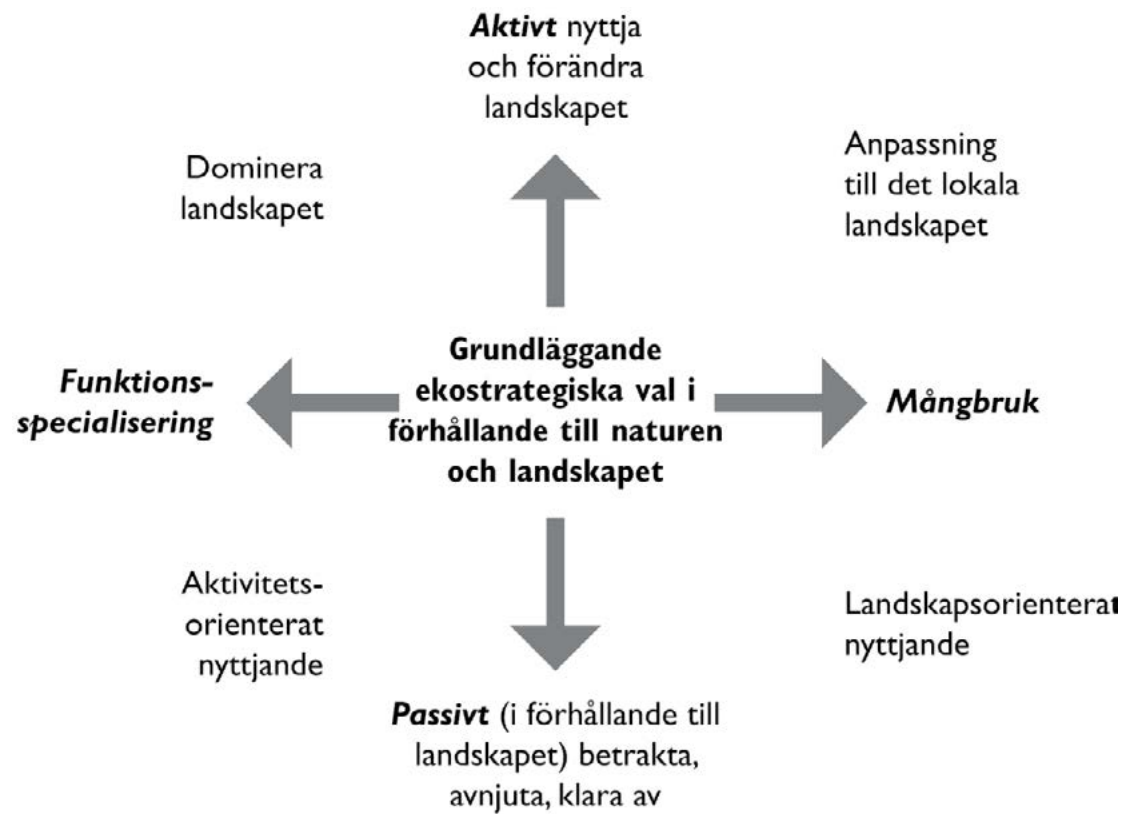 Aktivt nyttja
och förändra
landskapet
Dominera
landskapet
Anpassning
till det lokala
landskapet
Funktions-
specialisering
Grundläggande
ekostrategiska val i
förhållande till naturen
och landskapet
Mångbruk
Aktivitets-
orienterat
nyttjande
Landskapsorienterat
nyttjande
Passivt (i förhållande till
landskapet) betrakta,
avnjuta, klara av